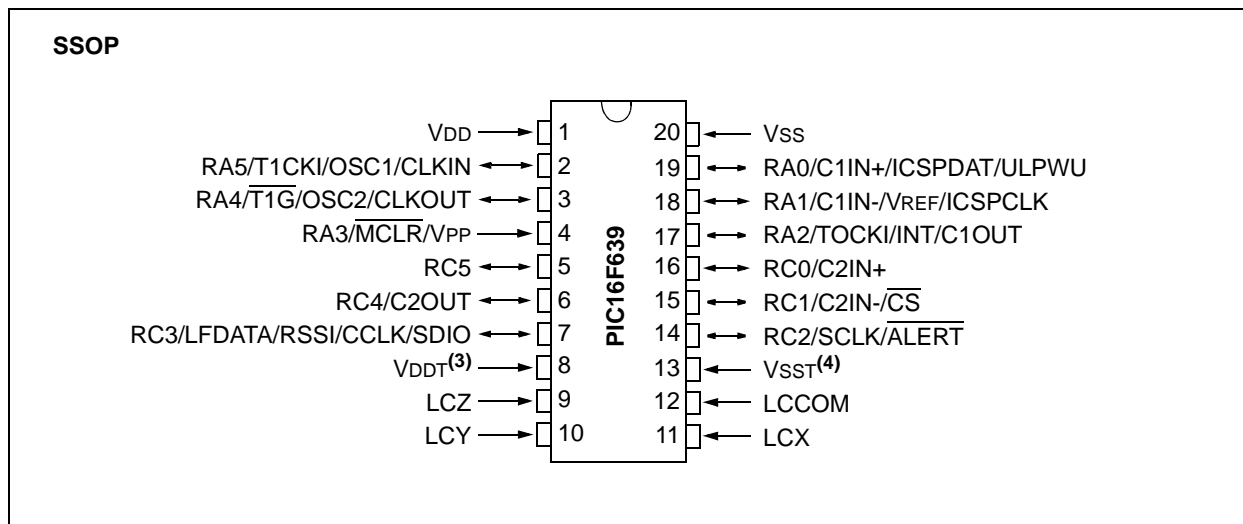 SSOP
VDD 1
RA5/T1CKI/OSC1/CLKIN 2
RA4/T1G/OSC2/CLKOUT 3
RA3/MCLR/VPP 4
RC5 5
RC4/C2OUT 6
RC3/LFDATA/RSSI/CCLK/SDIO 7
VDDT(3) 8
LCZ 9
LCY 10
PIC16F639
20 VSS
19 RA0/C1IN+/ICSPDAT/ULPWU
18 RA1/C1IN-/VREF/ICSPCLK
17 RA2/TOCKI/INT/C1OUT
16 RC0/C2IN+
15 RC1/C2IN-/CS
14 RC2/SCLK/ALERT
13 VSST(4)
12 LCCOM
11 LCX